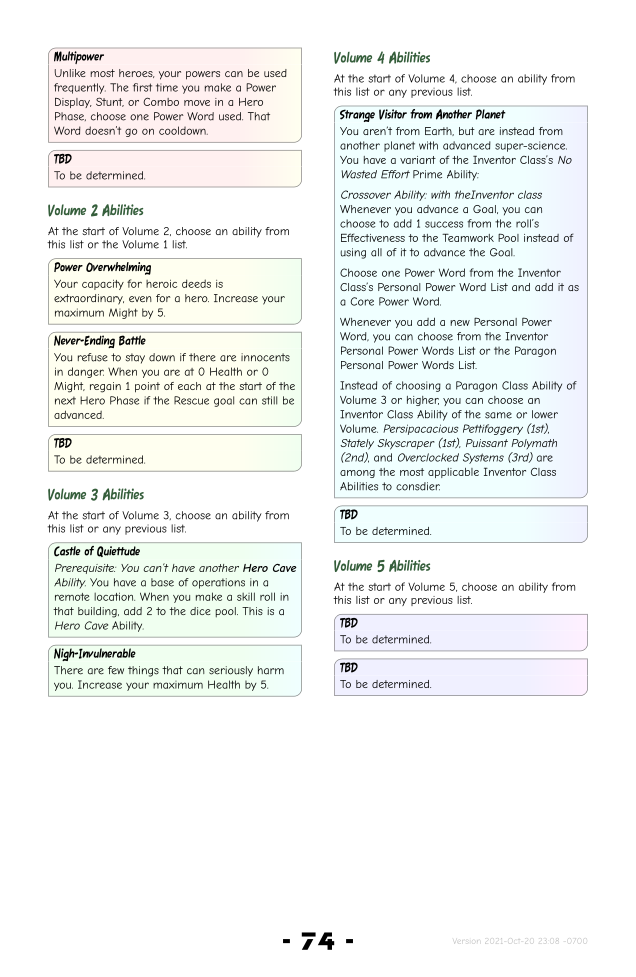 Multipower
Unlike most heroes, your powers can be used
frequently. The first time you make a Power
Display, Stunt, or Combo move in a Hero
Phase, choose one Power Word used. That
Word doesn't go on cooldown.
TBD
To be determined.
Volume 2 Abilities
At the start of Volume 2, choose an ability from
this list or the Volume 1 list.
Power Overwhelming
Your capacity for heroic deeds is
extraordinary, even for a hero. Increase your
maximum Might by 5.
Never-Ending Battle
You refuse to stay down if there are innocents
in danger. When you are at 0 Health or 0
Might, regain 1 point of each at the start of the
next Hero Phase if the Rescue goal can still be
advanced.
TBD
To be determined.
Volume 3 Abilities
At the start of Volume 3, choose an ability from
this list or any previous list.
Castle of Quiettude
Prerequisite: You can't have another Hero Cave
Ability. You have a base of operations in a
remote location. When you make a skill roll in
that building, add 2 to the dice pool. This is a
Hero Cave Ability.
Nigh-Invulnerable
There are few things that can seriously harm
you. Increase your maximum Health by 5.
Volume 4 Abilities
At the start of Volume 4, choose an ability from
this list or any previous list.
Strange Visitor from Another Planet
You aren't from Earth, but are instead from
another planet with advanced super-science.
You have a variant of the Inventor Class's No
Wasted Effort Prime Ability:
Crossover Ability: with theInventor class
Whenever you advance a Goal, you can
choose to add 1 success from the roll's
Effectiveness to the Teamwork Pool instead of
using all of it to advance the Goal.
Choose one Power Word from the Inventor
Class's Personal Power Word List and add it as
a Core Power Word.
Whenever you add a new Personal Power
Word, you can choose from the Inventor
Personal Power Words List or the Paragon
Personal Power Words List.
Instead of choosing a Paragon Class Ability of
Volume 3 or higher, you can choose an
Inventor Class Ability of the same or lower
Volume. Persipacacious Pettifoggery (1st),
Stately Skyscraper (1st), Puissant Polymath
(2nd), and Overclocked Systems (3rd) are
among the most applicable Inventor Class
Abilities to consdier.
TBD
To be determined.
Volume 5 Abilities
At the start of Volume 5, choose an ability from
this list or any previous list.
TBD
To be determined.
TBD
To be determined.
- 74 -
Version 2021-Oct-20 23:08 -0700